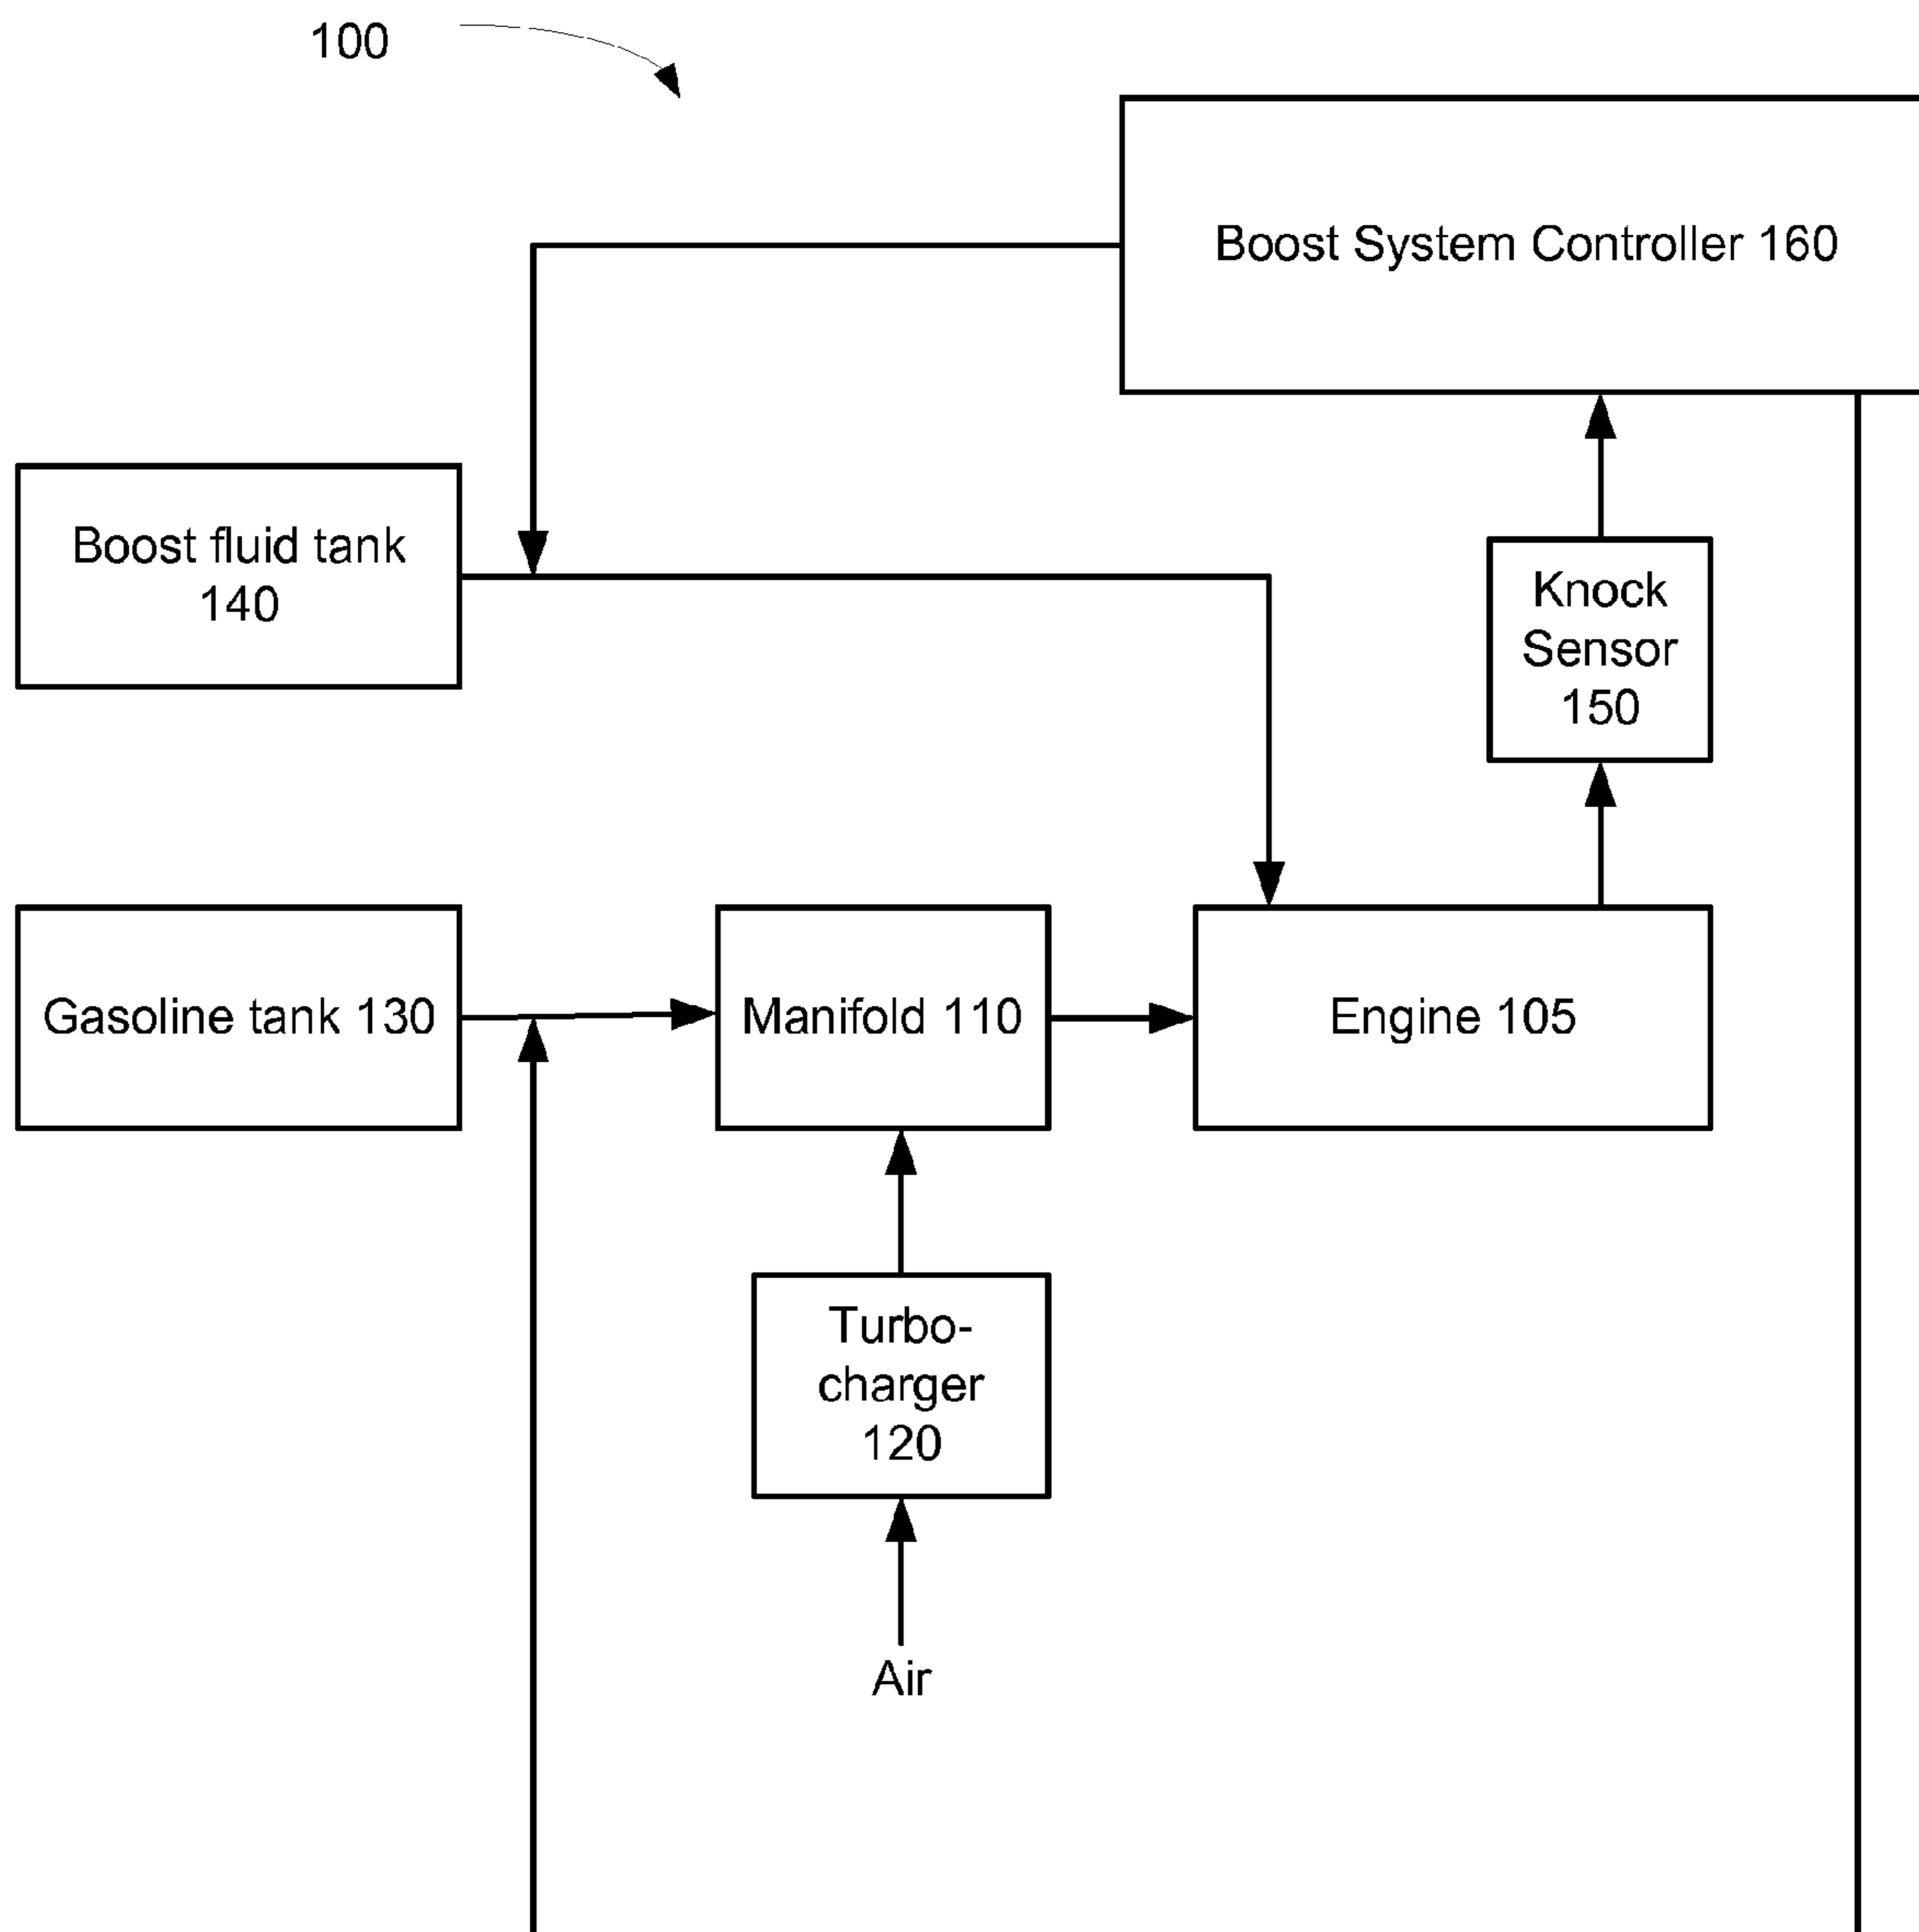 100
Boost System Controller 160
Boost fluid tank
140
Knock
Sensor
150
Gasoline tank 130
Manifold 110
Engine 105
Turbo-
charger
120
Air